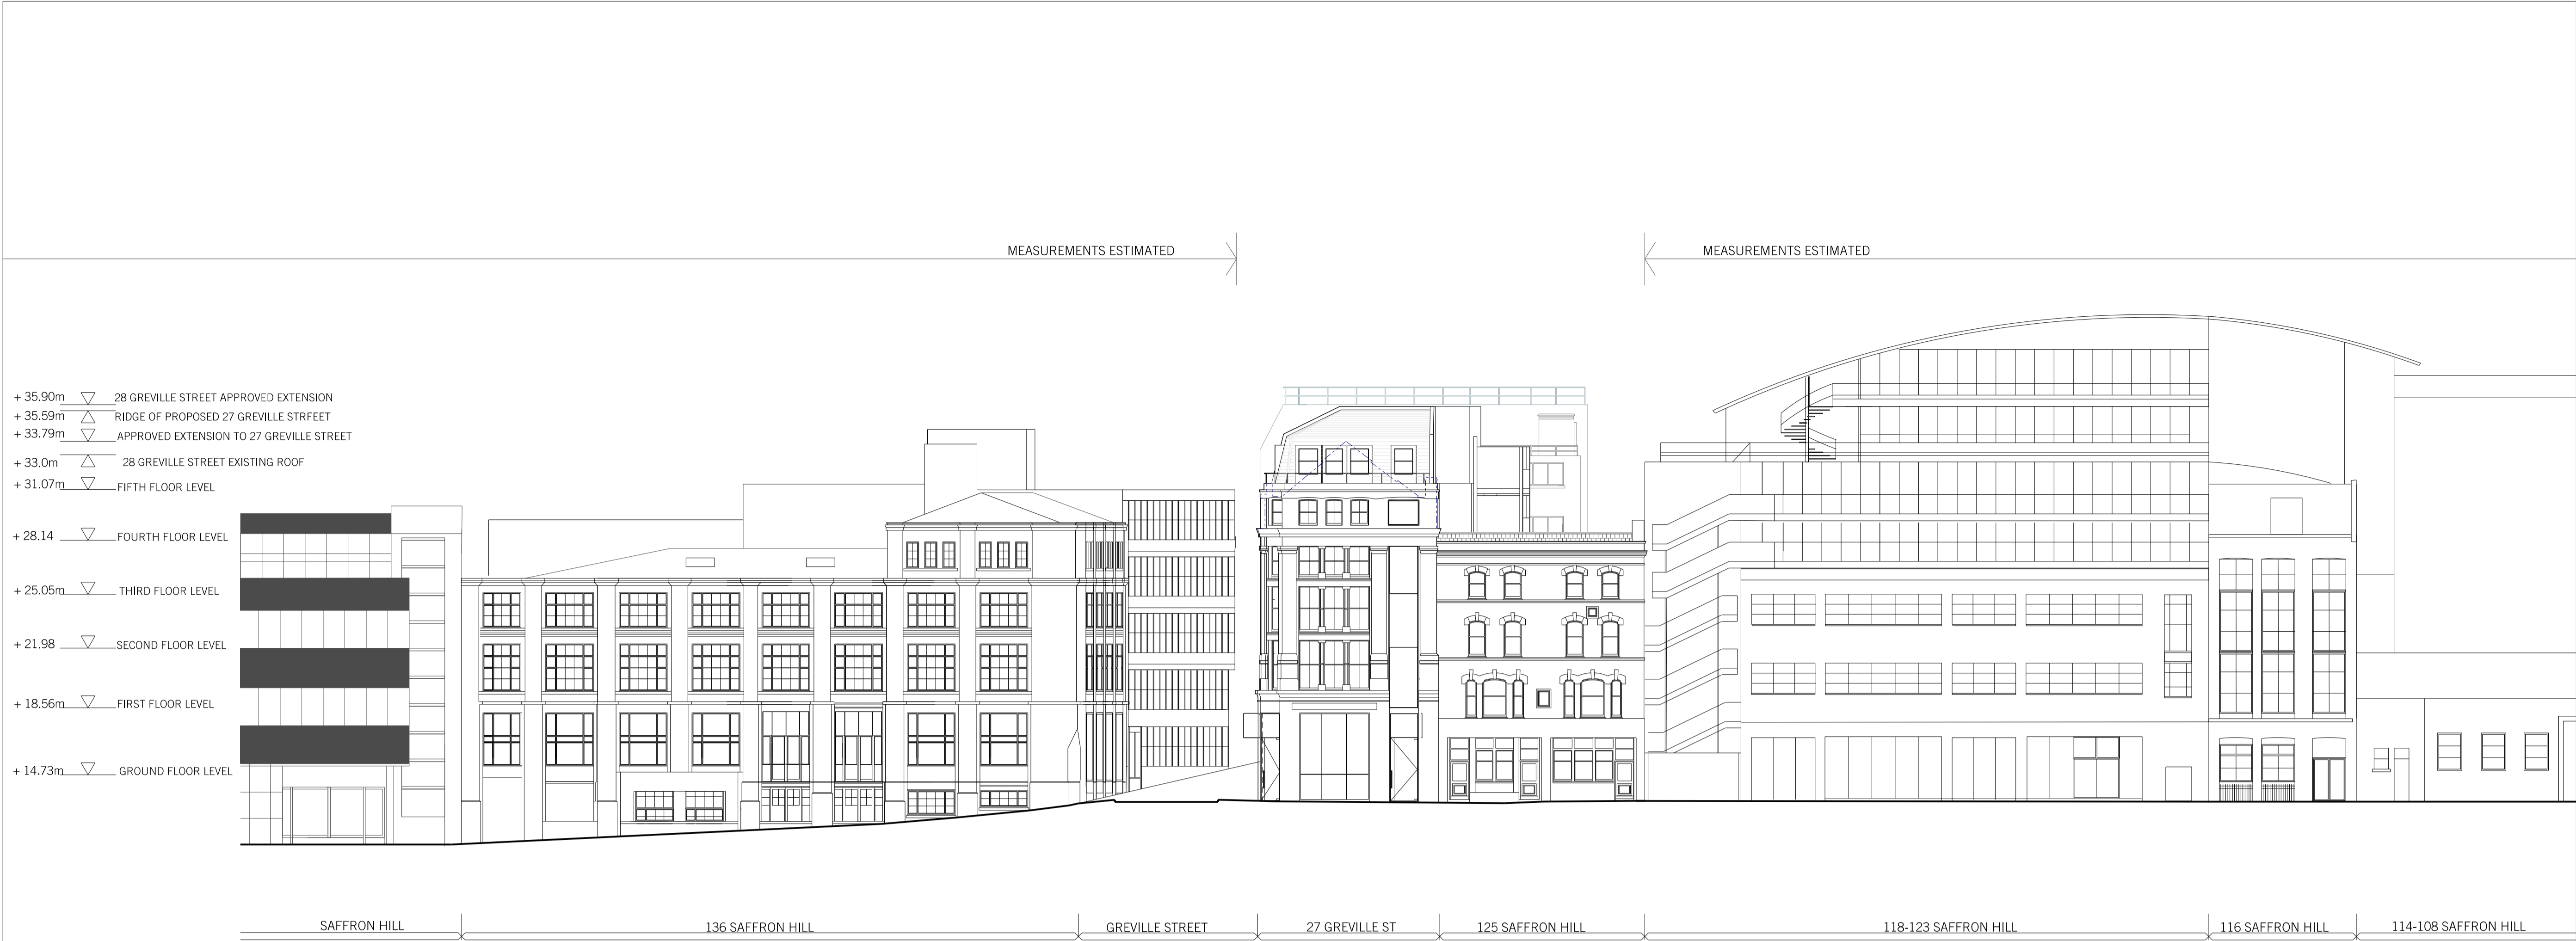 MEASUREMENTS ESTIMATED
MEASUREMENTS ESTIMATED
+ 35.90m 28 GREVILLE STREET APPROVED EXTENSION
+ 35.59m RIDGE OF PROPOSED 27 GREVILLE STRFEET
+ 33.79m APPROVED EXTENSION TO 27 GREVILLE STREET
+ 33.0m 28 GREVILLE STREET EXISTING ROOF
+ 31.07m FIFTH FLOOR LEVEL
+ 28.14 FOURTH FLOOR LEVEL
+ 25.05m THIRD FLOOR LEVEL
+ 21.98 SECOND FLOOR LEVEL
+ 18.56m FIRST FLOOR LEVEL
+ 14.73m GROUND FLOOR LEVEL
SAFFRON HILL
136 SAFFRON HILL
GREVILLE STREET
27 GREVILLE ST
125 SAFFRON HILL
118-123 SAFFRON HILL
116 SAFFRON HILL
114-108 SAFFRON HILL